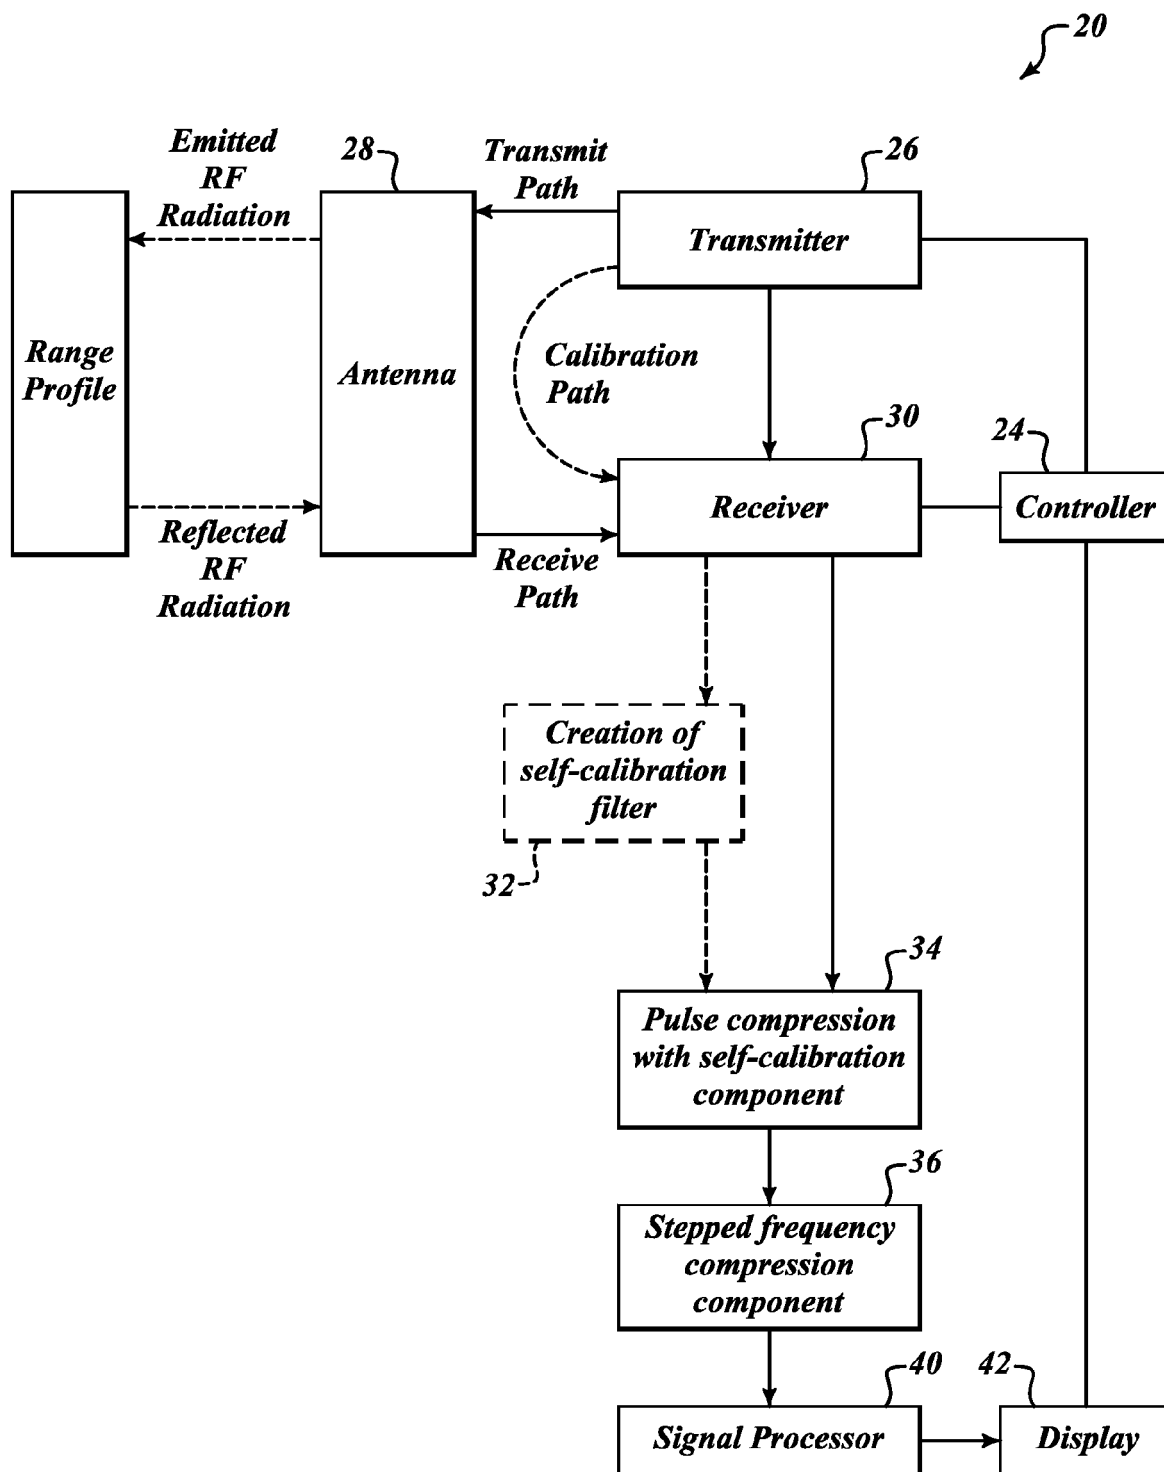 20
Emitted
RF
Radiation
28
Transmit
Path
26
Transmitter
Range
Profile
Antenna
Calibration
Path
30
24
Receiver
Controller
Reflected
RF
Radiation
Receive
Path
Creation of
self-calibration
filter
32
34
Pulse compression
with self-calibration
component
36
Stepped frequency
compression
component
40
42
Signal Processor
Display